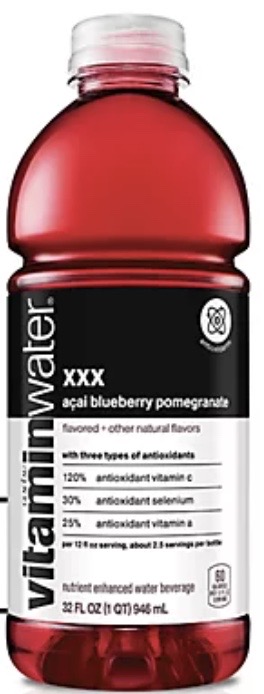 vitaminwater®
XXX
açai blueberry pomegranate
flavored + other natural flavors
with three types of antioxidants
120% antioxidant vitamin c
30% antioxidant selenium
25% antioxidant vitamin a
per 12 fl oz serving, about 2.5 servings per bottle
nutrient enhanced water beverage
32 FL OZ (1 QT) 946 mL
60